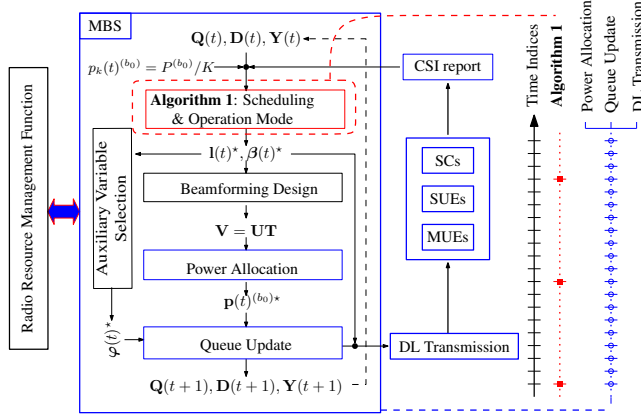 MBS
Q(t), D(t), Y(t)
p_k(t)^{(b_0)} = P^{(b_0)}/K
Algorithm 1: Scheduling
& Operation Mode
l(t)*, β(t)*
Beamforming Design
V = UT
Power Allocation
p(t)^{(b_0)*}
Queue Update
Q(t+1), D(t+1), Y(t+1)
Auxiliary Variable
Selection
φ(t)*
Radio Resource Management Function
CSI report
SCs
SUEs
MUEs
DL Transmission
Time Indices
Algorithm 1
Power Allocation
Queue Update
DL Transmission